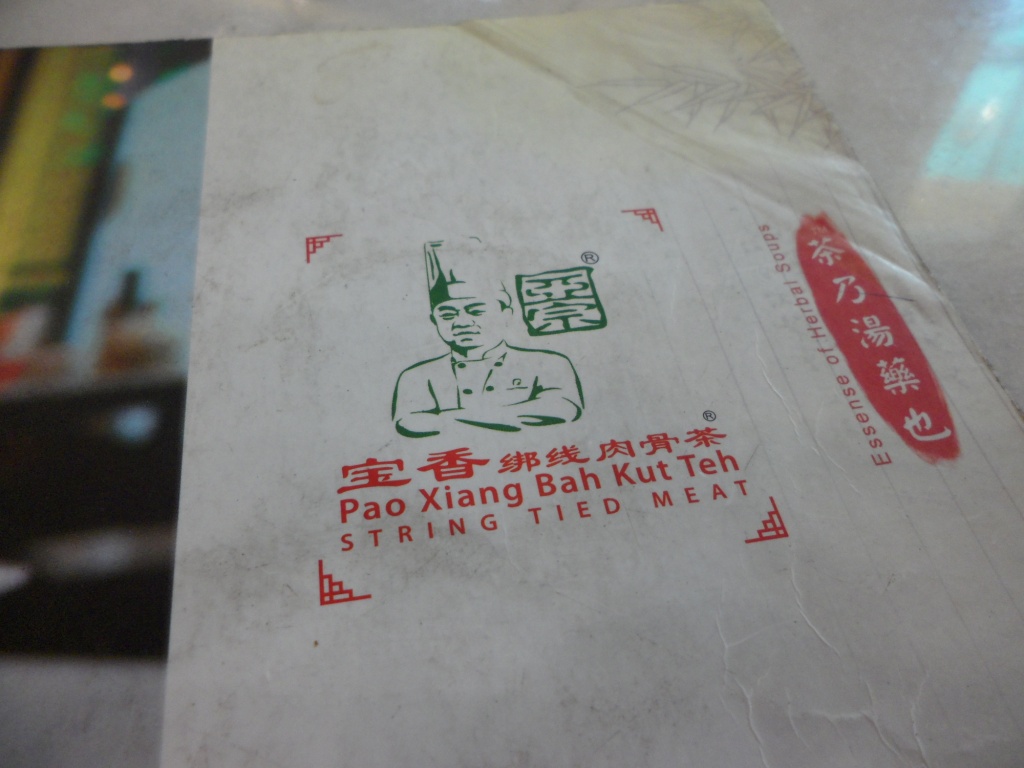 ®
宝香绑线肉骨茶®
Pao Xiang Bah Kut Teh
STRING TIED MEAT
茶乃湯藥也
Essense of Herbal Soups